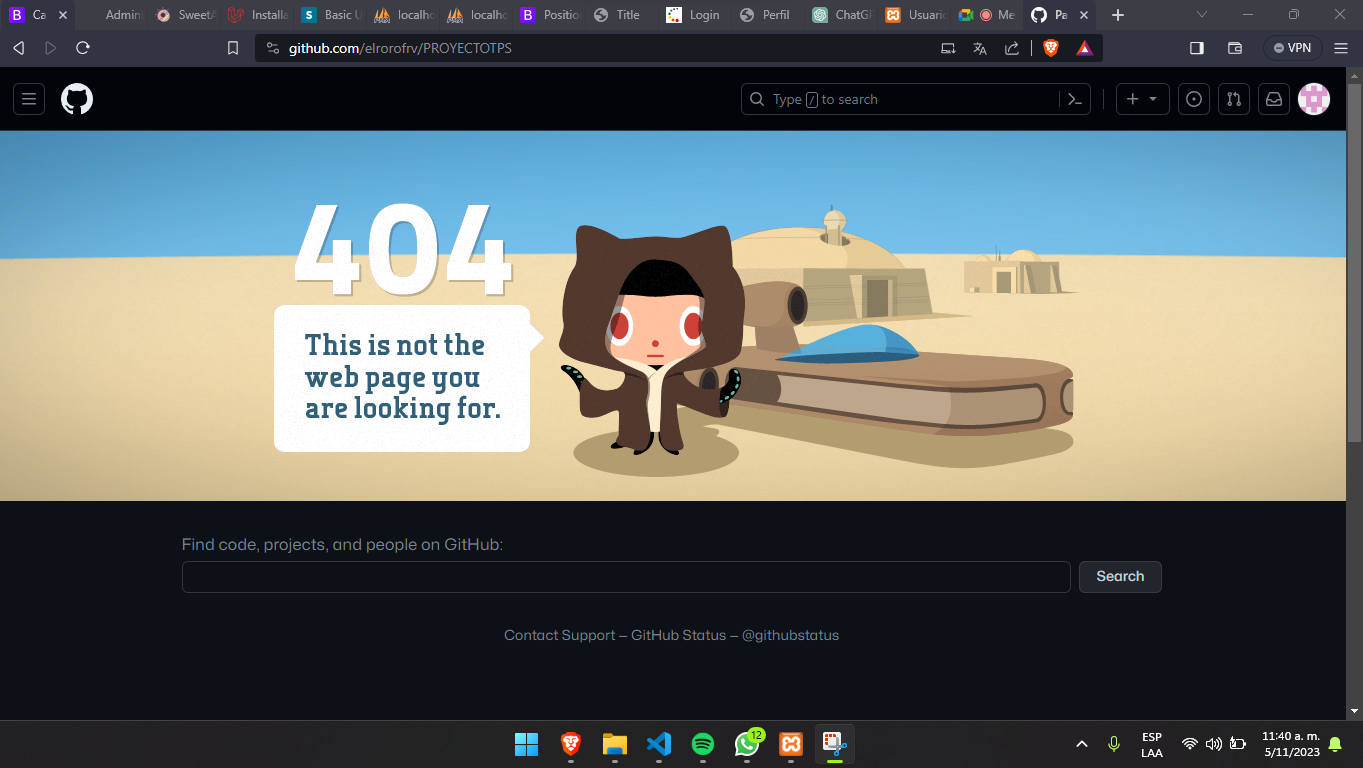 Ca
Admini
SweetA
Installa
Basic U
localho
localho
Position
Title
Login
Perfil
ChatGP
Usuario
Me
Pa
github.com/elrorofrv/PROYECTOTPS
VPN
Type / to search
404
This is not the
web page you
are looking for.
Find code, projects, and people on GitHub:
Search
Contact Support — GitHub Status — @githubstatus
12
ESP
LAA
11:40 a. m.
5/11/2023